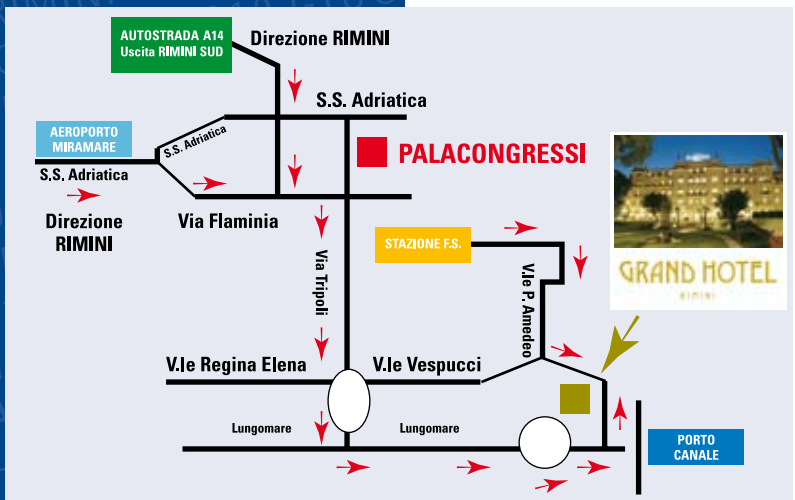 AUTOSTRADA A14
Uscita RIMINI SUD
Direzione RIMINI
S.S. Adriatica
AEROPORTO
MIRAMARE
S.S. Adriatica
S.S. Adriatica
PALACONGRESSI
Direzione
RIMINI
Via Flaminia
STAZIONE F.S.
Via Tripoli
V.le P. Amedeo
GRAND HOTEL
RIMINI
V.le Regina Elena
V.le Vespucci
Lungomare
Lungomare
PORTO
CANALE